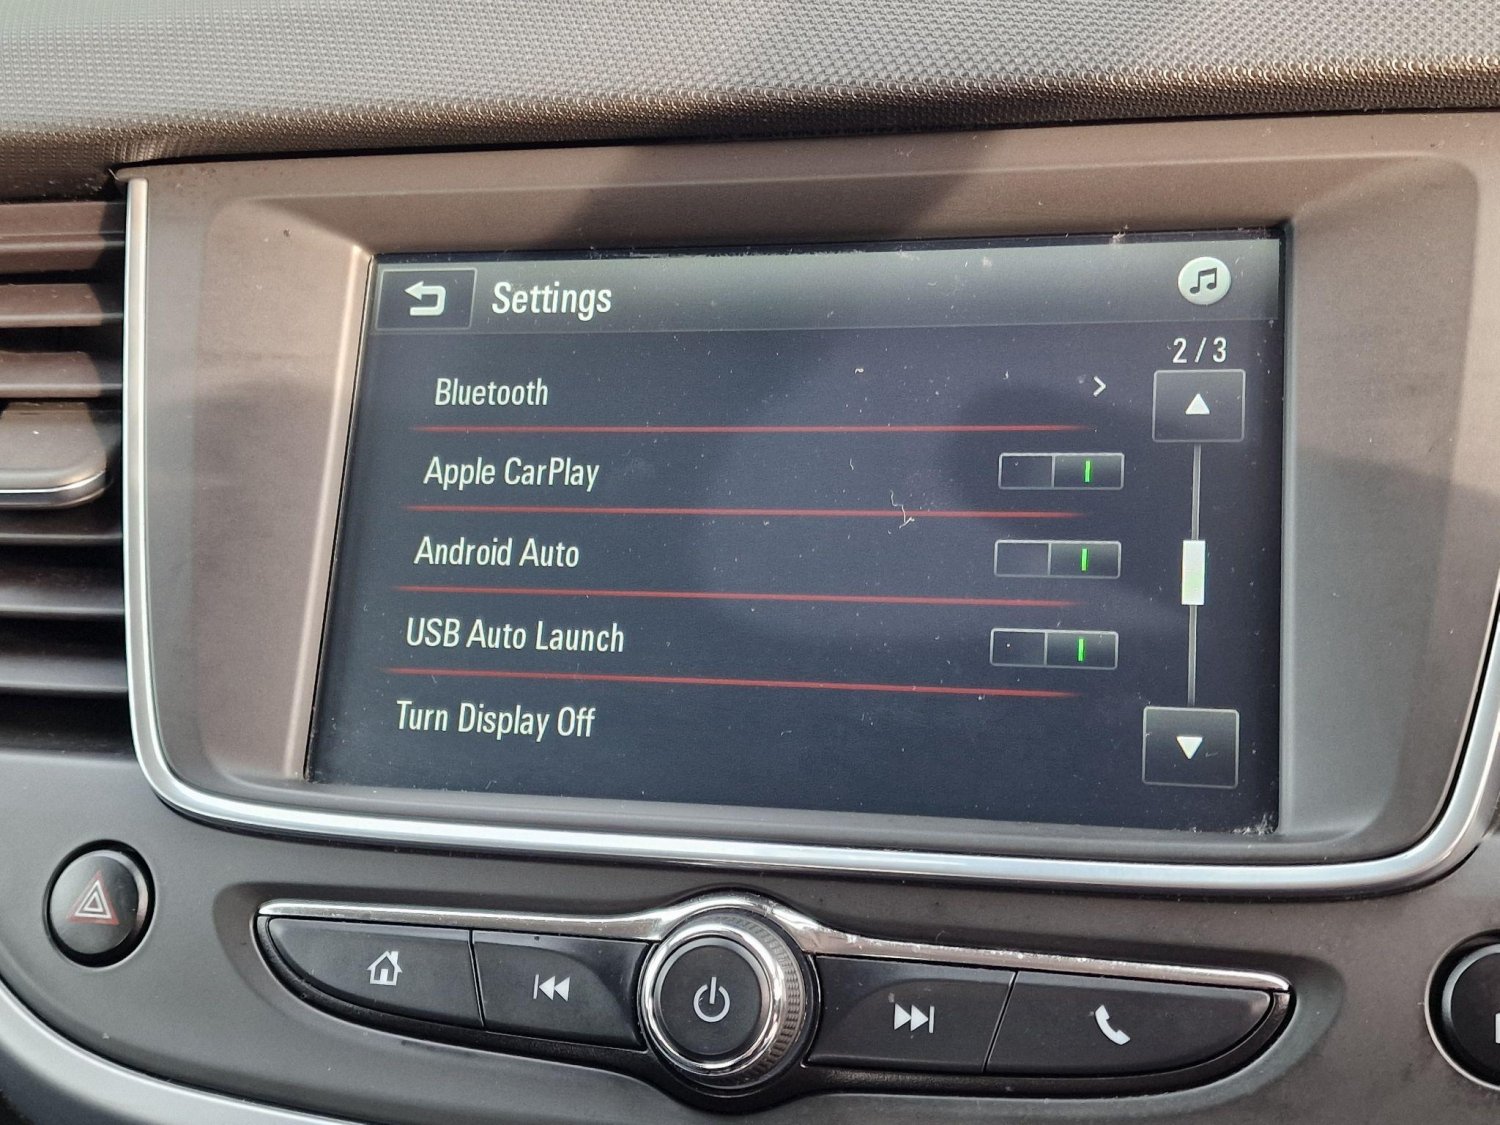 Settings
2 / 3
Bluetooth
Apple CarPlay
Android Auto
USB Auto Launch
Turn Display Off